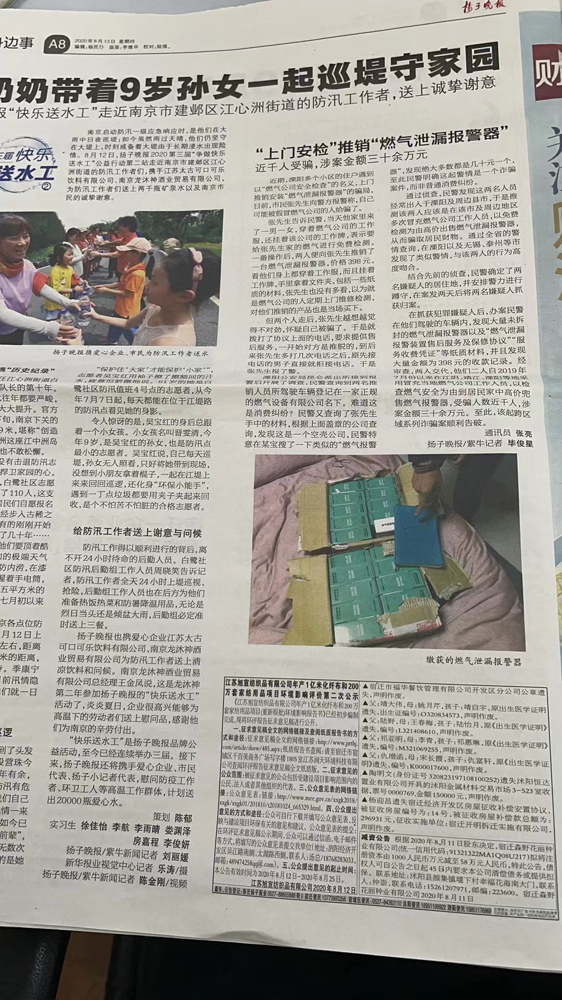 扬子晚报
身边事
A8
2020年8月13日 星期四
编辑:杨民仆 版面:李维华 校对:陆强。
奶奶带着9岁孙女一起巡堤守家园
报“快乐送水工”走近南京市建邺区江心洲街道的防汛工作者,送上诚挚谢意
届快乐
送水工
②
南京启动防汛一级应急响应时,是他们在大
雨中日夜巡堤;如今虽然雨过天晴,他们仍坚守
在大堤上,时刻戒备着大堤由于长期浸水出现险
情。8月12日,扬子晚报2020第三届“争做快乐
送水工”公益行动第二站走近南京市建邺区江心
洲街道的防汛工作者们,携手江苏太古可口可乐
饮料有限公司、南京龙沐神酒业贸易有限公司,
为防汛工作者们送上两千瓶矿泉水以及南京市
民的诚挚谢意。
扬子晚报携爱心企业、市民为防汛工作者送水
遇“历史纪录”
任江心洲街道白
队长的第十年。
往年都要严峻,
大大提升。官方
旬,南京下关的
9米,堪称“创造
洲这座江中洲岛
也不敢松懈。
没有击退防汛志
捍卫家园的心。
,白鹭社区志愿
了110人,这支
居民们自愿报名
经步入古稀之
有的刚刚开始
了几十年……
他们要顶着酷
的极端天气
防内涝,在漆
握着手电筒,
五平方米的
七月初以来
京各点位防
月12日上
左右,距离
米的距离,
季康宁
目前汛情隐
们就一日
巡逻
到了头发
段营珠今
年有余,
防汛有危
我们自己
情一来
如今已
前辈”,
无数次
的是她
“保护住‘大家’才能保护‘小家’”,
志愿者吴宝红用袖子擦了擦额间的汗
水,疲惫但骄傲地说。51岁的她是白
鹭社区防汛值班4号点的志愿者,从今
年7月7日起,每天都能在位于江堤路
的防汛点看见她的身影。
令人惊讶的是,吴宝红的身后总跟
着一个小女孩。小女孩名叫晋雯清,今
年9岁,是吴宝红的孙女,也是防汛点
最小的志愿者。吴宝红说,自己每天巡
堤,孙女无人照看,只好将她带到现场,
没想到小朋友拿着棍子,一起在江堤上
来来回回巡逻,还化身“环保小能手”,
遇到一丁点垃圾都要用夹子夹起来回
收,是个不怕苦不怕脏的合格志愿者。
给防汛工作者送上谢意与问候
防汛工作得以顺利进行的背后,离
不开24小时待命的后勤人员。白鹭社
区防汛后勤组工作人员周晓笑告诉记
者,防汛工作者全天24小时上堤巡视、
抢险,后勤组工作人员也在后方为他们
准备热饭热菜和防暑降温用品,无论是
烈日当头还是倾盆大雨,后勤组必定准
时送上三餐。
扬子晚报也携爱心企业江苏太古
可口可乐饮料有限公司、南京龙沐神酒
业贸易有限公司为防汛工作者送上清
凉饮料和问候。南京龙沐神酒业贸易
有限公司总经理王金凤说,这是龙沐神
第二年参加扬子晚报的“快乐送水工”
活动了,炎炎夏日,企业很高兴能够为
高温下的劳动者们送上慰问品,感谢他
们为南京的辛劳付出。
“快乐送水工”是扬子晚报品牌公
益活动,至今已经连续举办三届。接下
来,扬子晚报还将携手爱心企业、市民
代表、扬子小记者代表,慰问防疫工作
者、环卫工人等高温工作群体,计划送
出20000瓶爱心水。
策划 陈郁
实习生 徐佳怡 李航 李雨晴 娄渊泽
房嘉程 李俊妍
扬子晚报/紫牛新闻记者 刘丽媛
新华报业视觉中心记者 乐涛/摄
扬子晚报/紫牛新闻记者 陈金刚/视频
“上门安检”推销“燃气泄漏报警器”
近千人受骗,涉案金额三十余万元
近期,溧阳多个小区的住户遇到
以“燃气公司安全检查”的名义,上门
推销安装“燃气泄漏报警器”的骗局。
日前,市民张先生向警方报警称,自己
可能被假冒燃气公司的人给骗了。
张先生告诉民警,当天他家里来
了一男一女,穿着燃气公司的工作
服,还挂着该公司的工作牌,表示要
给张先生家的燃气进行免费检测。
一番操作后,两人便向张先生推销了
一台燃气泄漏报警器,价格398元。
看他们身上都穿着工作服,而且挂着
工作牌,手里拿着文件夹,包括一些纸
质的材料,张先生也没有多看,以为就
是燃气公司的人定期上门维修检测,
对他们推销的产品也是当场买下。
但两个人走后,张先生越想越觉
得不对劲,怀疑自己被骗了。于是就
拨打了协议上面的电话,要求提供售
后服务,一开始对方是推脱的,到后
来张先生多打几次电话之后,原先接
电话的男子直接就拒接电话。于是
张先生报了警。
溧阳公安局昆仑派出所接到报
警后开展了调查,民警查询到两名推
销人员所驾驶车辆登记在一家正规
的燃气设备有限公司名下。难道这
是消费纠纷？民警又查询了张先生
手中的材料,根据上面盖章的公司查
询,发现这是一个空壳公司,民警特
意在某宝搜了一下类似的“燃气报警
器”,发现绝大多数都是几十元一个,
至此民警明确这起警情是一个诈骗
案件,而非普通消费纠纷。
通过侦查,民警发现这两名人员
经常出入于溧阳及周边县市,于是推
测该两人应该是在该市及周边地区
多次冒充燃气公司工作人员,以免费
检测为由高价出售燃气泄漏报警器,
从而骗取居民财物。通过全省的警
情查询,在溧阳以及无锡、泰州等市
发现了类似警情,与该两人的行为高
度吻合。
结合先前的侦查,民警确定了两
名嫌疑人的居住地,并安排警力进行
蹲守,在案发两天后将两名嫌疑人抓
获归案。
在抓获犯罪嫌疑人后,办案民警
在他们驾驶的车辆内,发现大量未拆
封的燃气泄漏报警器以及“燃气泄漏
报警装置售后服务及保修协议”“服
务收费凭证”等纸质材料,并且发现
大量金额为398元的收款记录。经
审查,两人交代,他们二人自2019年
7月份以来在江阴、靖江、溧阳等地采
用冒充当地燃气公司工作人员,以检
查燃气安全为由到居民家中高价兜
售燃气报警器,受骗人数近千人,涉
案金额三十余万元。至此,该起跨区
域系列诈骗案顺利告破。
通讯员 张亮
扬子晚报/紫牛记者 毕俊星
缴获的燃气泄漏报警器
江苏旭宣纺织品有限公司年产1亿米化纤布和200
万套家纺用品项目环境影响评价第二次公示
《江苏旭宣纺织品有限公司年产1亿米化纤布和200万
套家纺用品项目(重新报批)环境影响报告书》已经初步编制
完成,现将环评报告征求意见稿进行公开。
一、征求意见稿全文的网络链接及查阅纸质报告书的方
式和途径:征求意见稿全文的网络链接:http://www.jsrthj.
com/article/show/485.aspx;纸质报告书查阅:请至宿迁市宿
城区千百美商务广场写字楼1805室江苏润天环境科技有限
公司查阅环评报告征求意见稿全文纸质版。二、征求意见的
公众范围:被征求意见的公众包括受建设项目影响范围内的
公民、法人或者其他组织的代表。三、公众意见表的网络链
接:公众意见表:链接:http://www.mee.gov.cn/xxgk2018/
xxgk/xxgk01/201810/t20181024_665329.html。四、公众提出
意见的方式和途径:公众可自行下载并填写公众意见表,反
映与建设项目环保有关的意见和建议。公众意见表的提交:
在环评征求意见稿公示期间,公众可以通过信函、电子邮件
等方式,将填写的公众意见表提交我单位(地址:泗阳经济开
发区吴江路南侧、太湖路西侧,联系人:汤总/18768283033,
邮箱:489474258qq@.com)。五、公众提出意见的起止时间:
本公告有效时间为2020年8月12日-2020年8月25日。
江苏旭宣纺织品有限公司2020年8月12日
▲宿迁市福华餐饮管理有限公司开发区分公司公章遗
失,声明作废。
▲父:靖大伟,母:姚月芹,孩子:靖自宇,原出生医学证明
遗失,出生证编号:O320834573,声明作废。
▲父:陆野,母:王春梅,孩子:陆怡月,原《出生医学证明》
遗失,编号:L321408610,声明作废。
▲父:祁亚明,母:李青,孩子:祁惠琳,原《出生医学证明》
遗失,编号:M321069255,声明作废。
▲父:仇增函,母:宋长霞,孩子:仇富轩,原《出生医学证
明》遗失,编号:K000017600,声明作废。
▲陶明文(身份证号320823197108100252)遗失沭阳恒达
置业有限公司开具的沭阳金属材料交易市场3-523室收
据,票号0000769,金额150000元,声明作废。
▲杨迎昌遗失宿迁经济开发区房屋征收补偿安置协议,
被征收房屋编号为:14号,被征收房屋补偿款总额为:
296931元,征收实施单位:宿迁开明拆迁实施有限公司,
声明作废。
减资公告 根据2020年8月11日股东决定,宿迁森野花丽种
业有限公司(统一信用代码:91321322MA1Q08U217)拟将注
册资本由1000人民币万元减至58万元人民币,特此公告,债
权人可自公告之日起45日内要求本公司清偿债务或提供担
保。联系地址:沭阳县颜集镇堰下村幸福花海南大门,联系
人:仲崇,联系电话:15261207971,邮编:223600。宿迁森野
花丽种业有限公司2020年8月11日
遗失、公告登记:宿迁扬子报业0527-88655888转0 宿迁便民13773993356 宿城区便民:0527-84382110 沭阳便民18951199922 泗阳便民15851176969
财